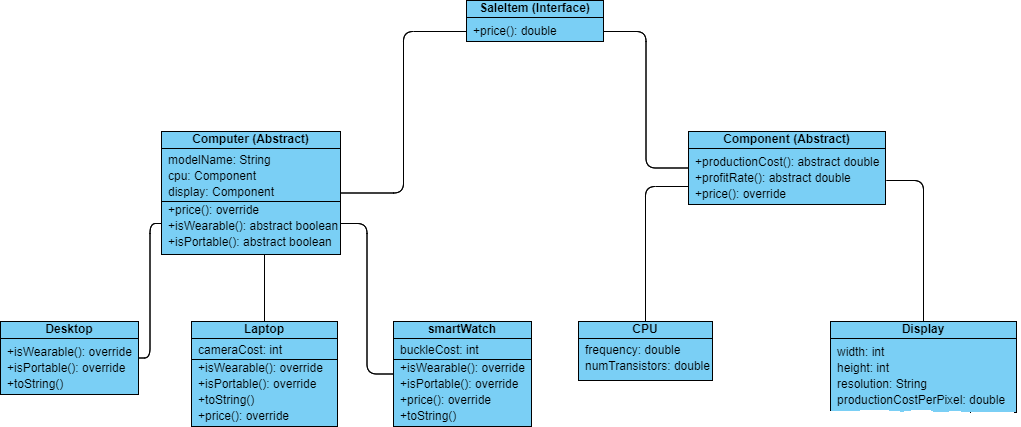 SaleItem (Interface)
+price(): double
Computer (Abstract)
modelName: String
cpu: Component
display: Component
+price(): override
+isWearable(): abstract boolean
+isPortable(): abstract boolean
Component (Abstract)
+productionCost(): abstract double
+profitRate(): abstract double
+price(): override
Desktop
+isWearable(): override
+isPortable(): override
+toString()
Laptop
cameraCost: int
+isWearable(): override
+isPortable(): override
+toString()
+price(): override
smartWatch
buckleCost: int
+isWearable(): override
+isPortable(): override
+price(): override
+toString()
CPU
frequency: double
numTransistors: double
Display
width: int
height: int
resolution: String
productionCostPerPixel: double